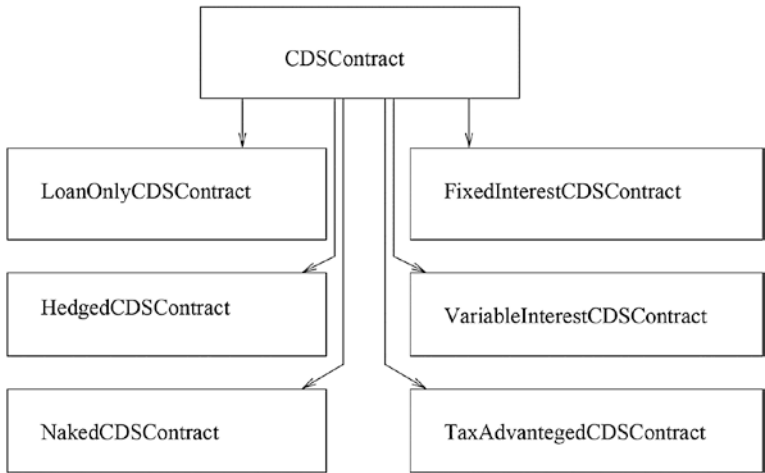 CDSContract
LoanOnlyCDSContract
FixedInterestCDSContract
HedgedCDSContract
VariableInterestCDSContract
NakedCDSContract
TaxAdvantegedCDSContract